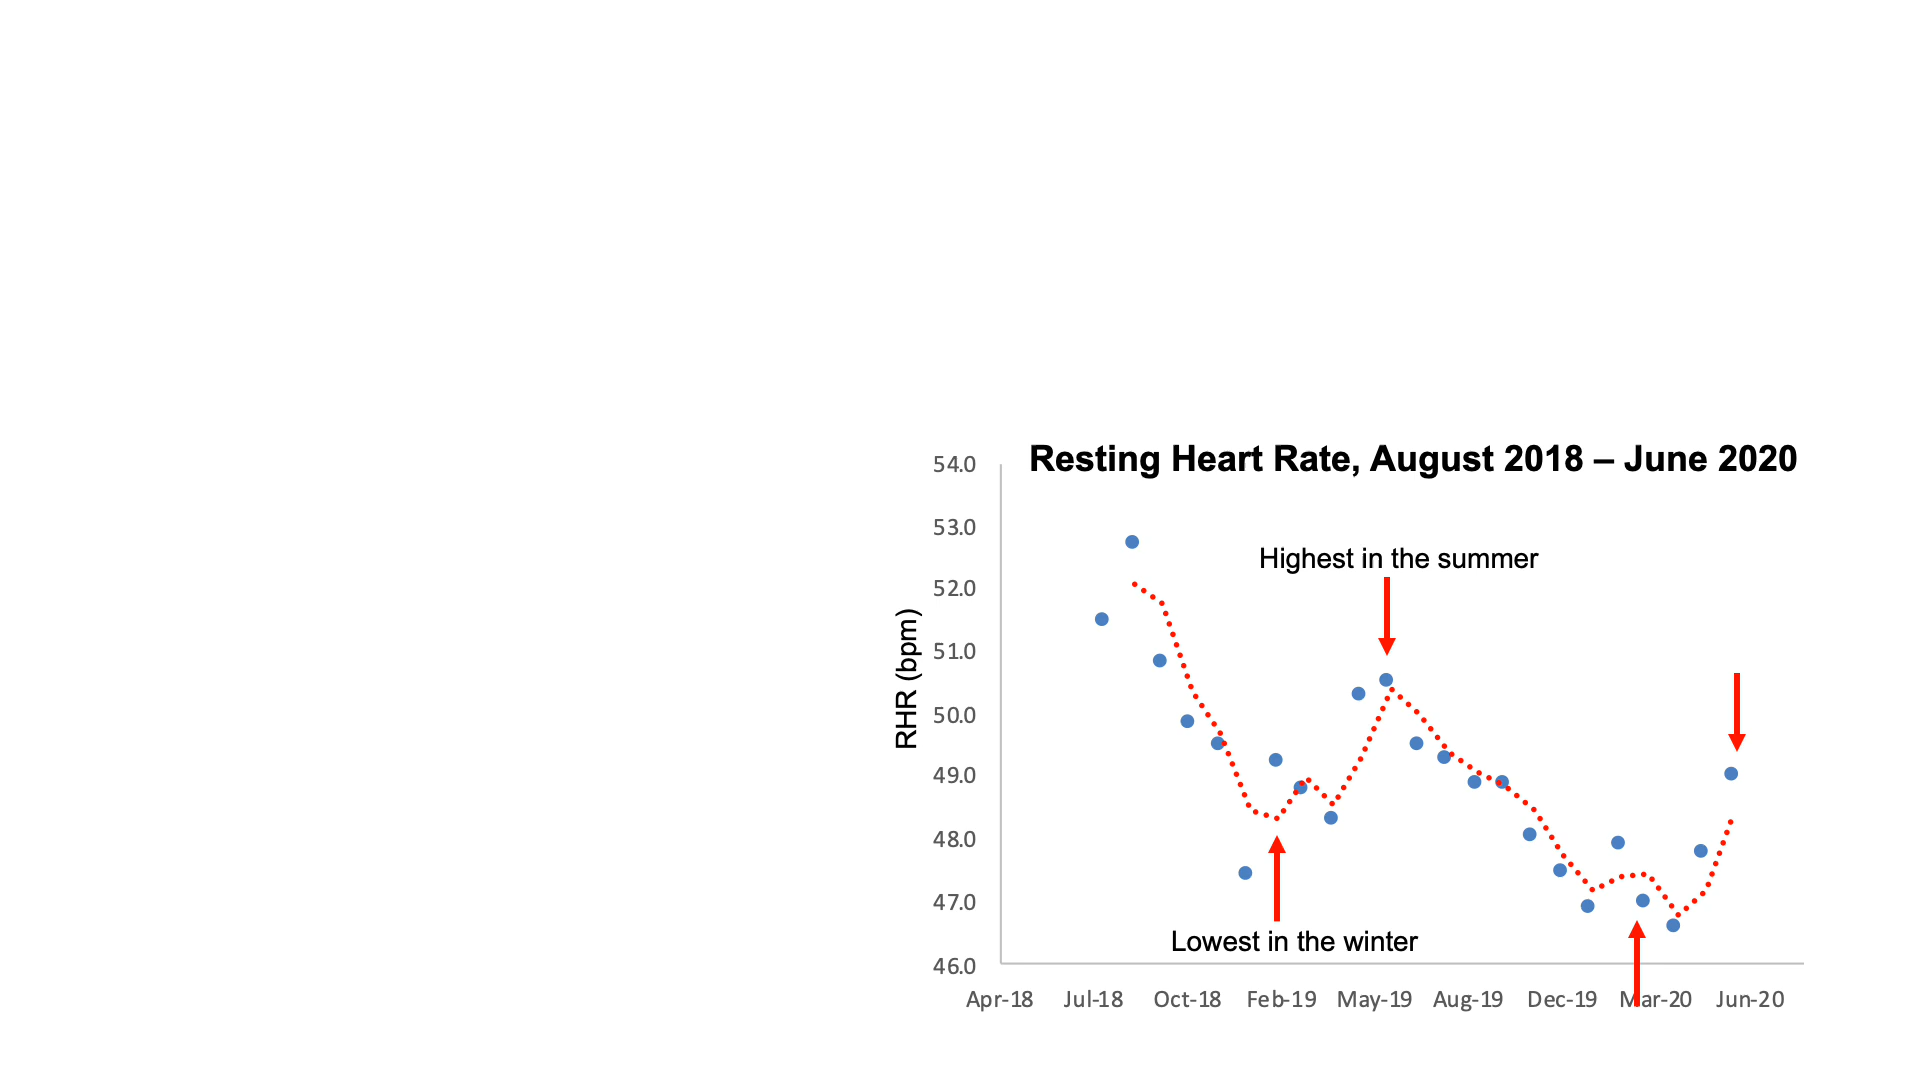 Resting Heart Rate, August 2018 – June 2020
54.0
53.0
52.0
51.0
50.0
49.0
48.0
47.0
46.0
RHR (bpm)
Highest in the summer
Lowest in the winter
Apr-18 Jul-18 Oct-18 Feb-19 May-19 Aug-19 Dec-19 Mar-20 Jun-20